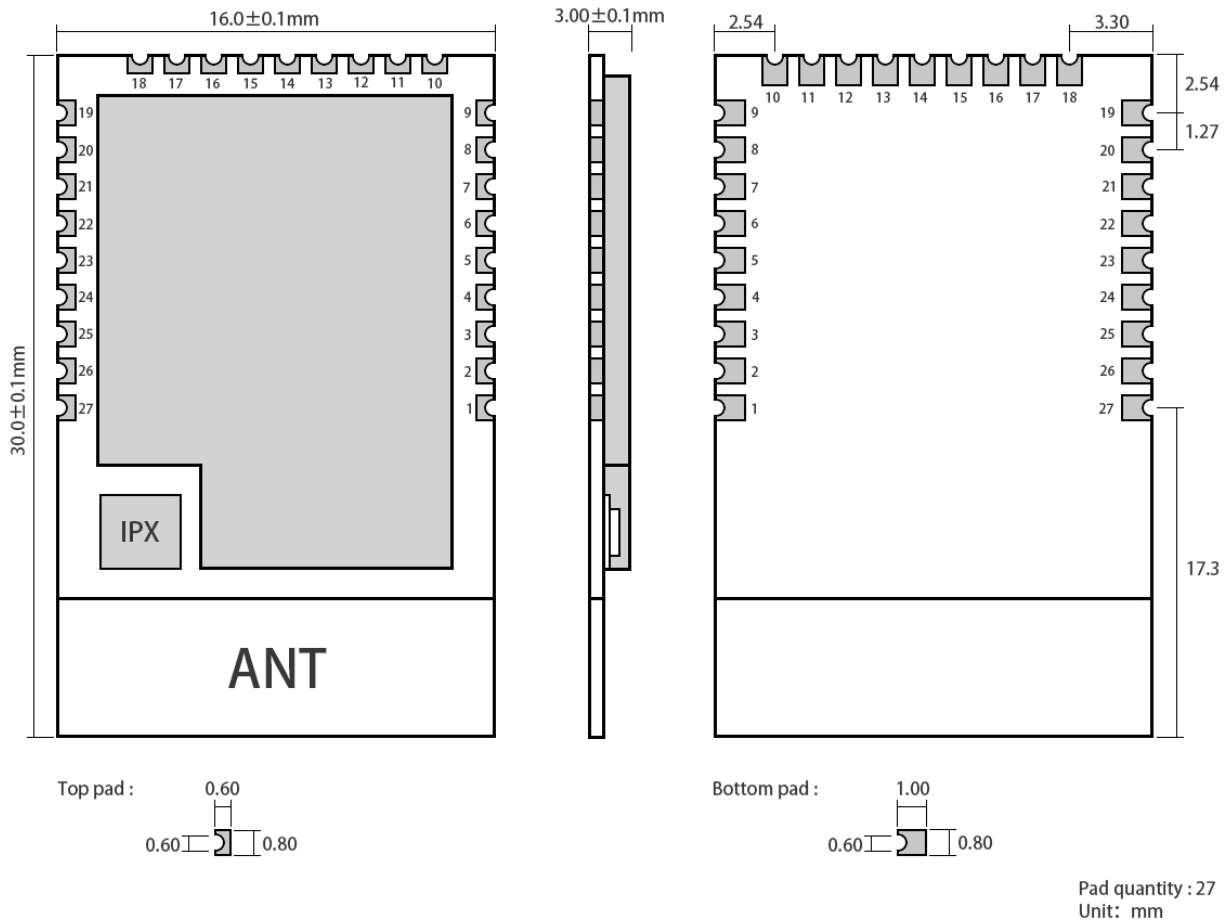 16.0±0.1mm
3.00±0.1mm
2.54
3.30
18 17 16 15 14 13 12 11 10
10 11 12 13 14 15 16 17 18
2.54
1.27
19 9
20 8
21 7
22 6
23 5
24 4
25 3
26 2
27 1
9 19
8 20
7 21
6 22
5 23
4 24
3 25
2 26
1 27
30.0±0.1mm
IPX
17.3
ANT
Top pad : 0.60
0.60 0.80
Bottom pad : 1.00
0.60 0.80
Pad quantity : 27
Unit: mm